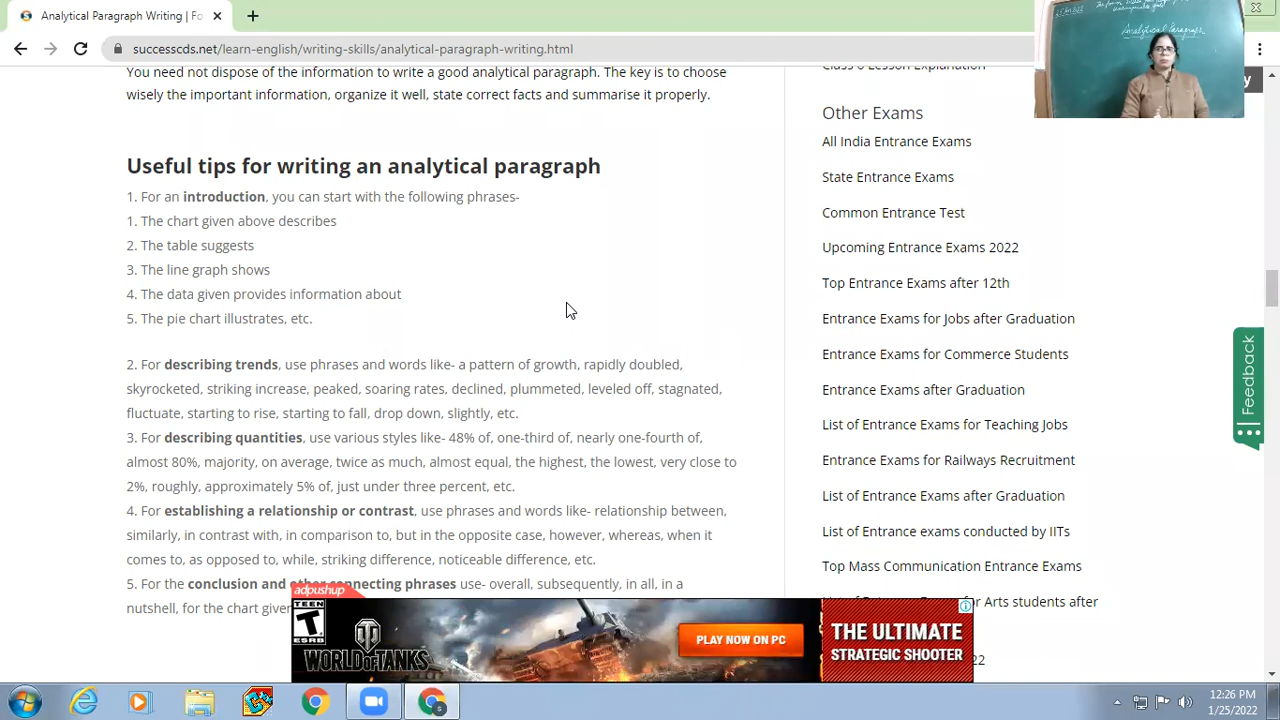 Analytical Paragraph Writing | Fo
successcds.net/learn-english/writing-skills/analytical-paragraph-writing.html
You need not dispose of the information to write a good analytical paragraph. The key is to choose
wisely the important information, organize it well, state correct facts and summarise it properly.
Useful tips for writing an analytical paragraph
1. For an introduction, you can start with the following phrases-
1. The chart given above describes
2. The table suggests
3. The line graph shows
4. The data given provides information about
5. The pie chart illustrates, etc.
2. For describing trends, use phrases and words like- a pattern of growth, rapidly doubled,
skyrocketed, striking increase, peaked, soaring rates, declined, plummeted, leveled off, stagnated,
fluctuate, starting to rise, starting to fall, drop down, slightly, etc.
3. For describing quantities, use various styles like- 48% of, one-third of, nearly one-fourth of,
almost 80%, majority, on average, twice as much, almost equal, the highest, the lowest, very close to
2%, roughly, approximately 5% of, just under three percent, etc.
4. For establishing a relationship or contrast, use phrases and words like- relationship between,
similarly, in contrast with, in comparison to, but in the opposite case, however, whereas, when it
comes to, as opposed to, while, striking difference, noticeable difference, etc.
5. For the conclusion and other connecting phrases use- overall, subsequently, in all, in a
nutshell, for the chart given
Class 6 Lesson Explanation
Other Exams
All India Entrance Exams
State Entrance Exams
Common Entrance Test
Upcoming Entrance Exams 2022
Top Entrance Exams after 12th
Entrance Exams for Jobs after Graduation
Entrance Exams for Commerce Students
Entrance Exams after Graduation
List of Entrance Exams for Teaching Jobs
Entrance Exams for Railways Recruitment
List of Entrance Exams after Graduation
List of Entrance exams conducted by IITs
Top Mass Communication Entrance Exams
for Arts students after
22
Analytical Paragraph
Feedback
adpushup
TEEN
T
ESRB
WORLD OF TANKS
PLAY NOW ON PC
THE ULTIMATE
STRATEGIC SHOOTER
12:26 PM
1/25/2022